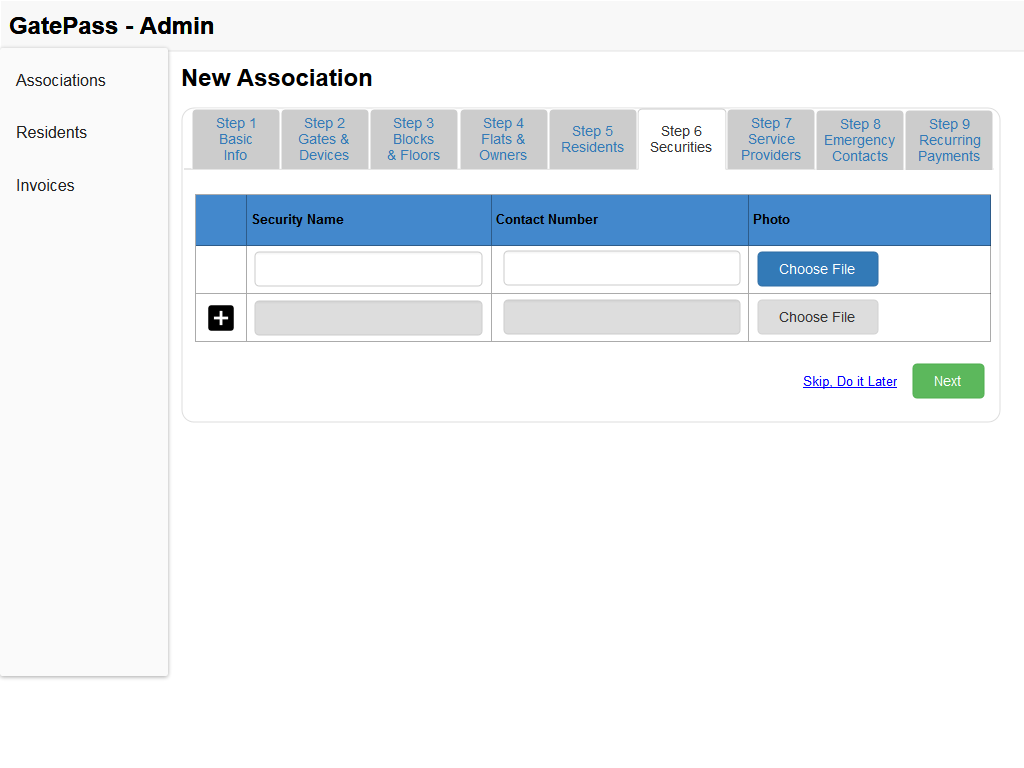 GatePass - Admin
Associations
Residents
Invoices
New Association
Step 1
Basic
Info
Step 2
Gates &
Devices
Step 3
Blocks
& Floors
Step 4
Flats &
Owners
Step 5
Residents
Step 6
Securities
Step 7
Service
Providers
Step 8
Emergency
Contacts
Step 9
Recurring
Payments
Security Name
Contact Number
Photo
Choose File
Choose File
Skip, Do it Later
Next